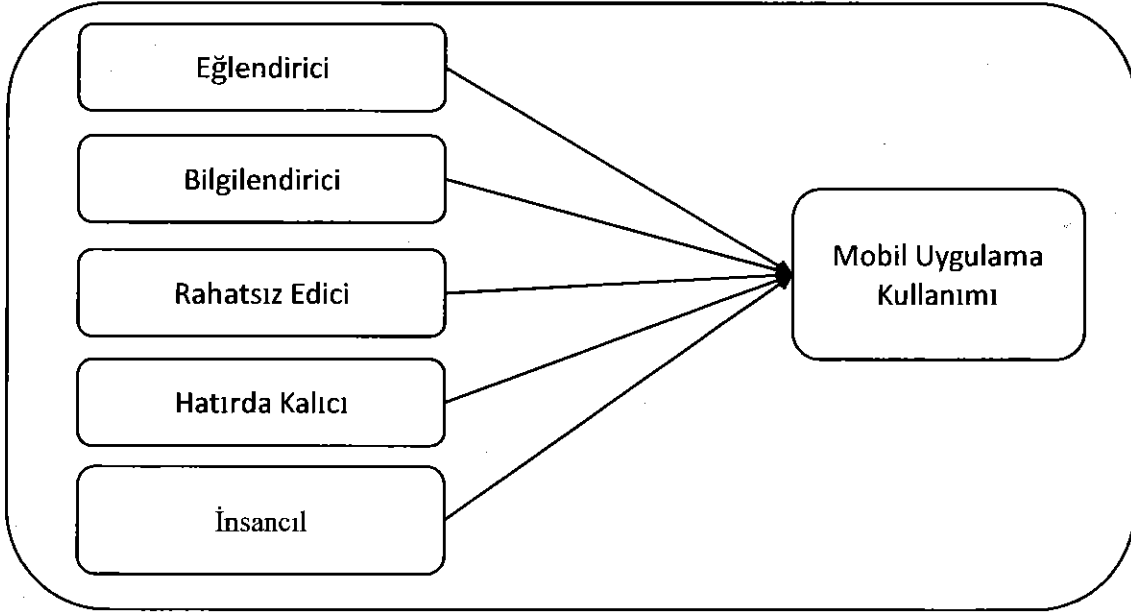 Eğlendirici
Bilgilendirici
Rahatsız Edici
Hatırda Kalıcı
İnsancıl
Mobil Uygulama
Kullanımı